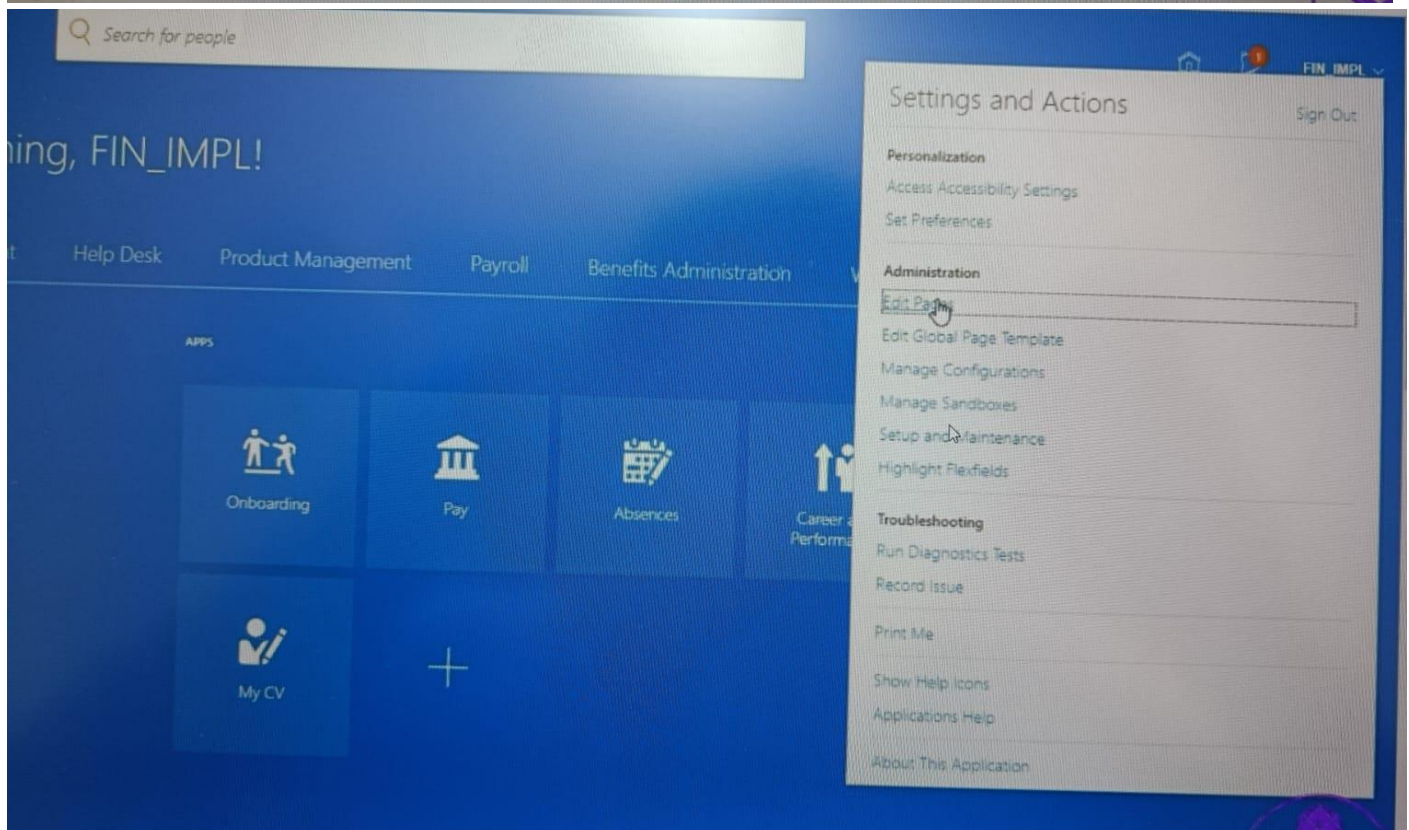 Search for people
1
FIN_IMPL
ning, FIN_IMPL!
Help Desk
Product Management
Payroll
Benefits Administration
APPS
Onboarding
Pay
Absences
Career
Performa
My CV
Settings and Actions
Sign Out
Personalization
Access Accessibility Settings
Set Preferences
Administration
Edit Pages
Edit Global Page Template
Manage Configurations
Manage Sandboxes
Setup and Maintenance
Highlight Flexfields
Troubleshooting
Run Diagnostics Tests
Record Issue
Print Me
Show Help Icons
Applications Help
About This Application